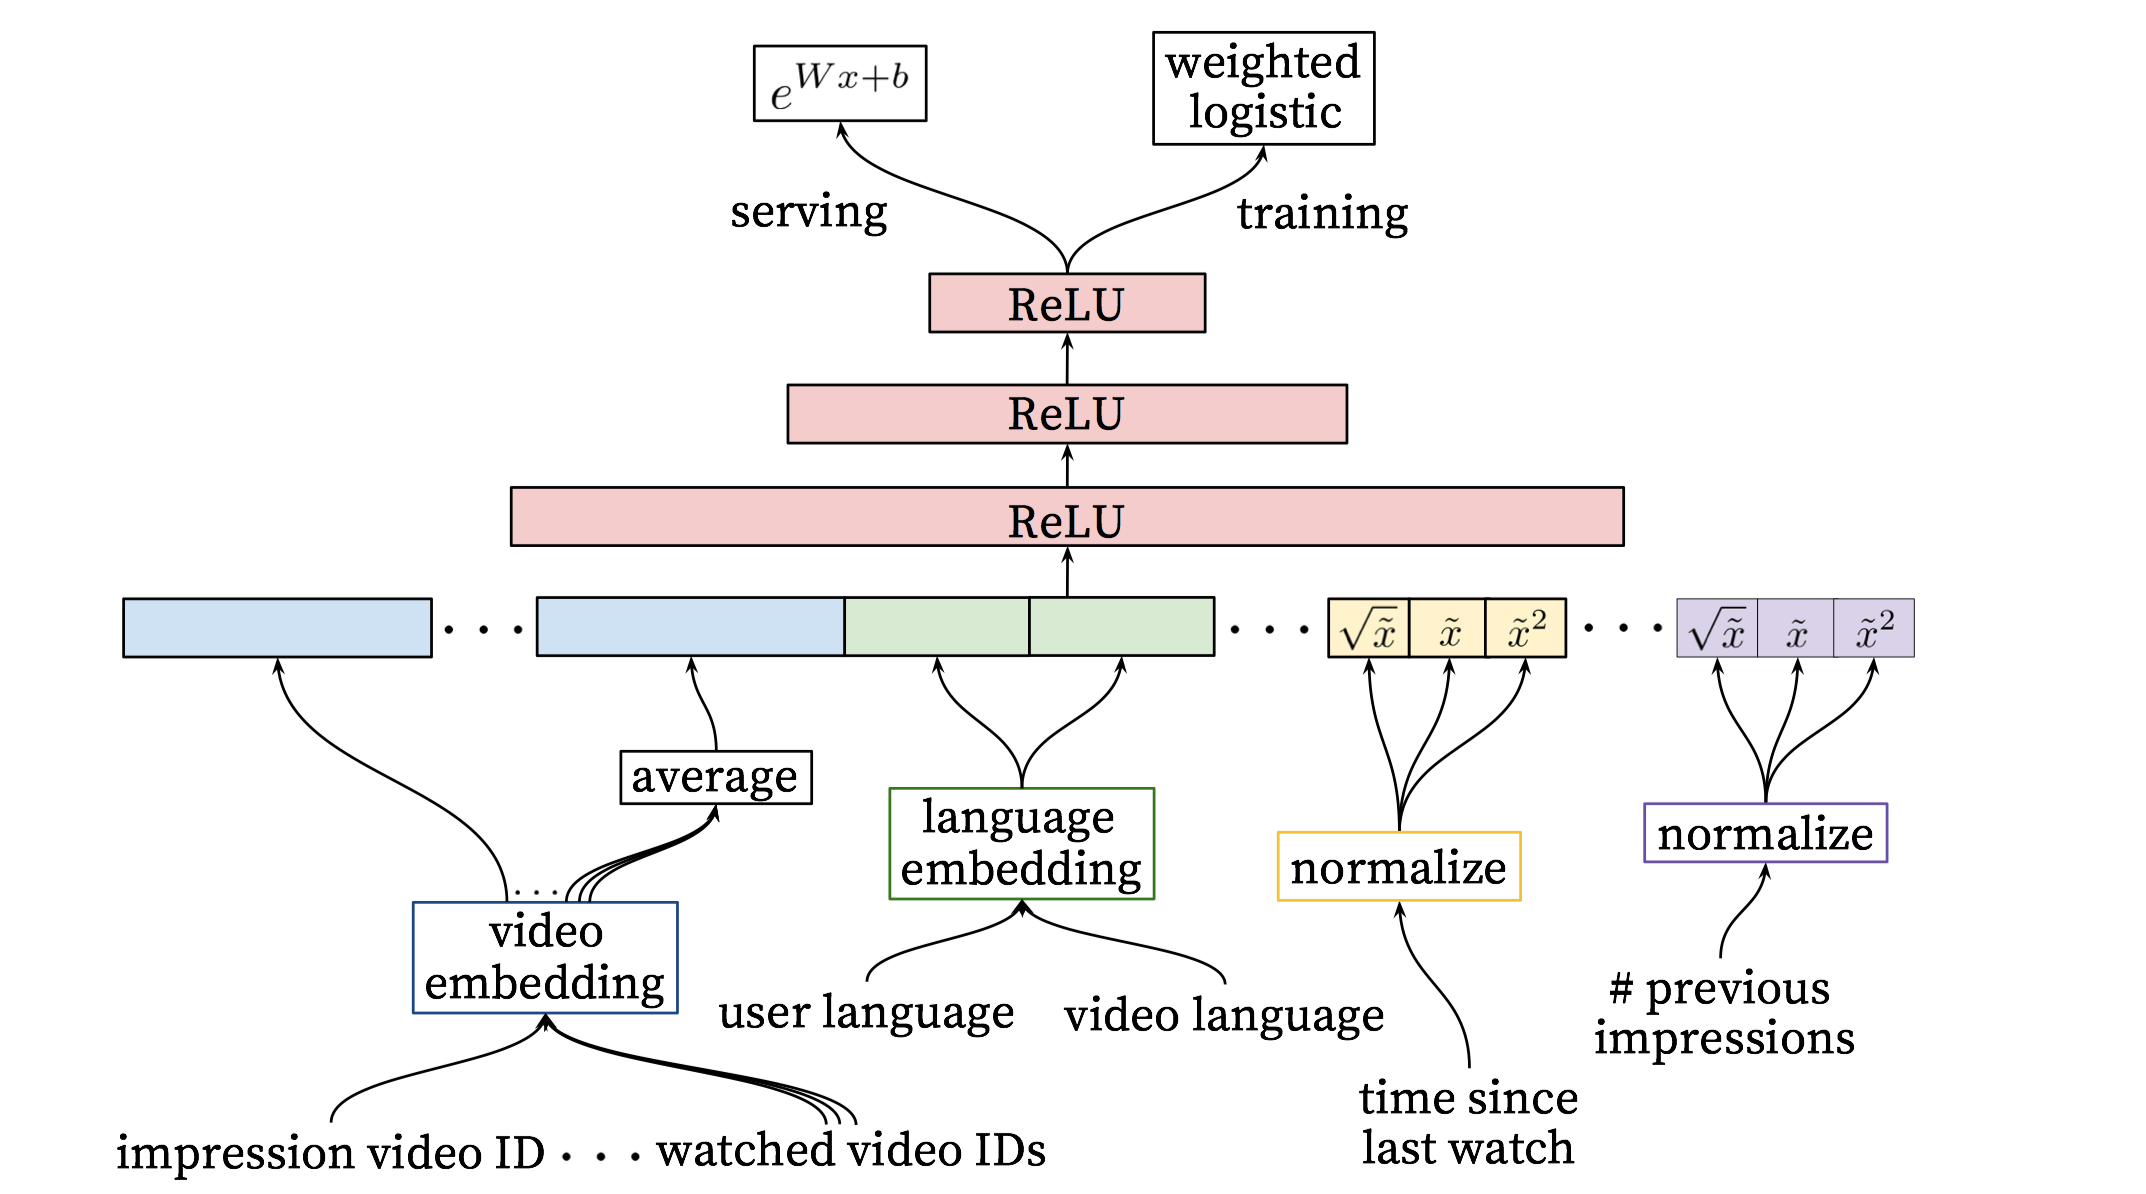 $e^{Wx+b}$
weighted
logistic
serving
training
ReLU
ReLU
ReLU
. . .
. . .
$\sqrt{\tilde{x}}$ $\tilde{x}$ $\tilde{x}^2$
. . .
$\sqrt{\tilde{x}}$ $\tilde{x}$ $\tilde{x}^2$
average
language
embedding
normalize
normalize
. . .
video
embedding
user language
video language
# previous
impressions
time since
last watch
impression video ID . . . watched video IDs